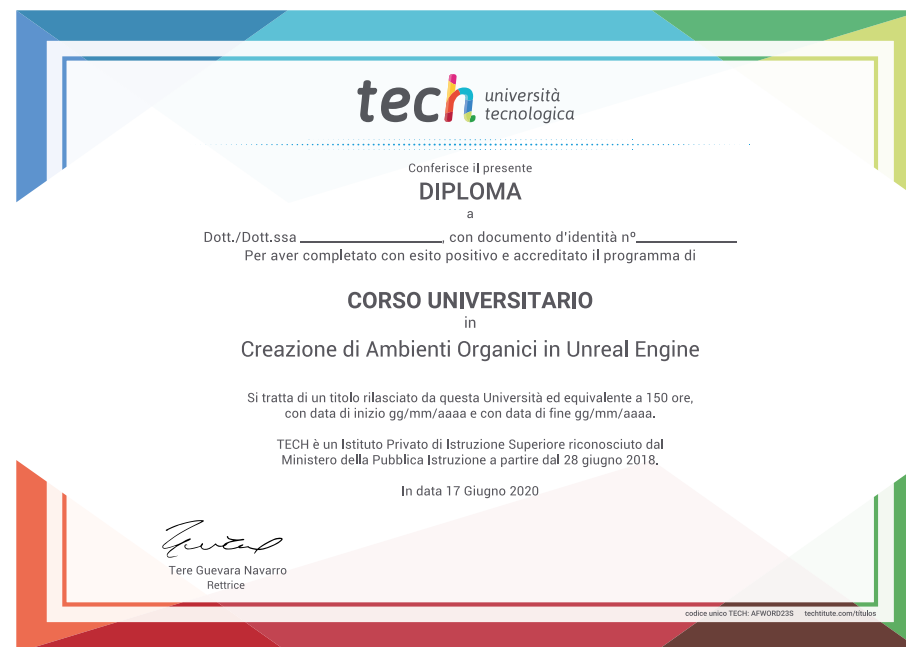 tech università
tecnologica
Conferisce il presente
DIPLOMA
a
Dott./Dott.ssa ________________, con documento d'identità nº____________
Per aver completato con esito positivo e accreditato il programma di
CORSO UNIVERSITARIO
in
Creazione di Ambienti Organici in Unreal Engine
Si tratta di un titolo rilasciato da questa Università ed equivalente a 150 ore,
con data di inizio gg/mm/aaaa e con data di fine gg/mm/aaaa.
TECH è un Istituto Privato di Istruzione Superiore riconosciuto dal
Ministero della Pubblica Istruzione a partire dal 28 giugno 2018.
In data 17 Giugno 2020
Tere Guevara Navarro
Rettrice
codice unico TECH: AFWORD23S techtitute.com/titulos